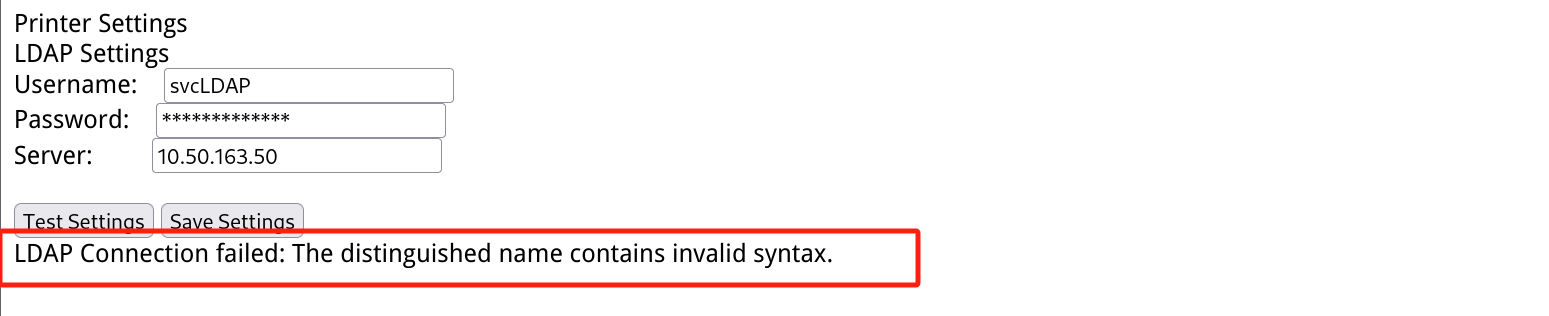 Printer Settings
LDAP Settings
Username: svcLDAP
Password: *************
Server: 10.50.163.50
Test Settings Save Settings
LDAP Connection failed: The distinguished name contains invalid syntax.